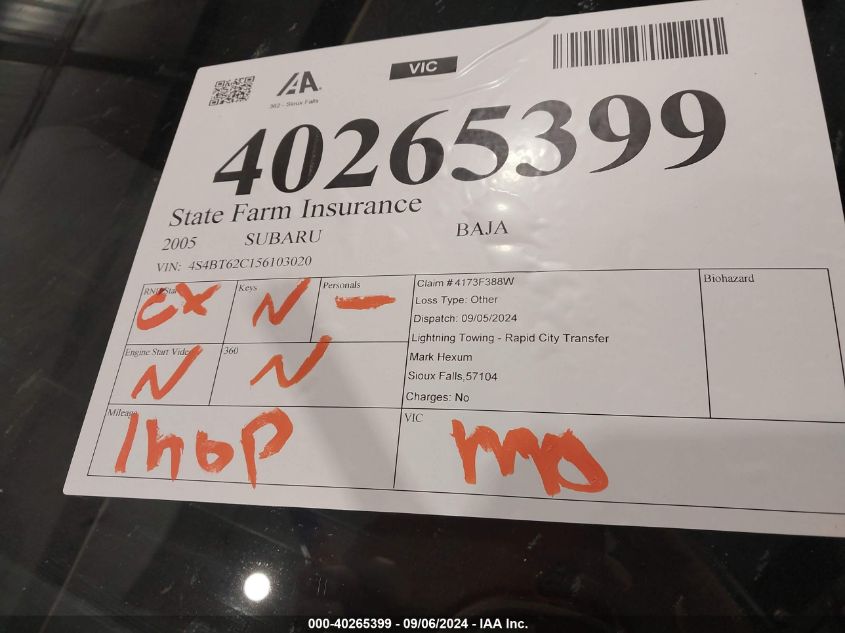 VIC
IAA
362 - Sioux Falls
40265399
State Farm Insurance
2005 SUBARU BAJA
VIN: 4S4BT62C156103020
Keys N
Personals —
Claim # 4173F388W
Loss Type: Other
Dispatch: 09/05/2024
Lightning Towing - Rapid City Transfer
Mark Hexum
Sioux Falls,57104
Charges: No
Biohazard
Engine Start Video N
360 N
Mileage Inop
VIC
000-40265399 - 09/06/2024 - IAA Inc.